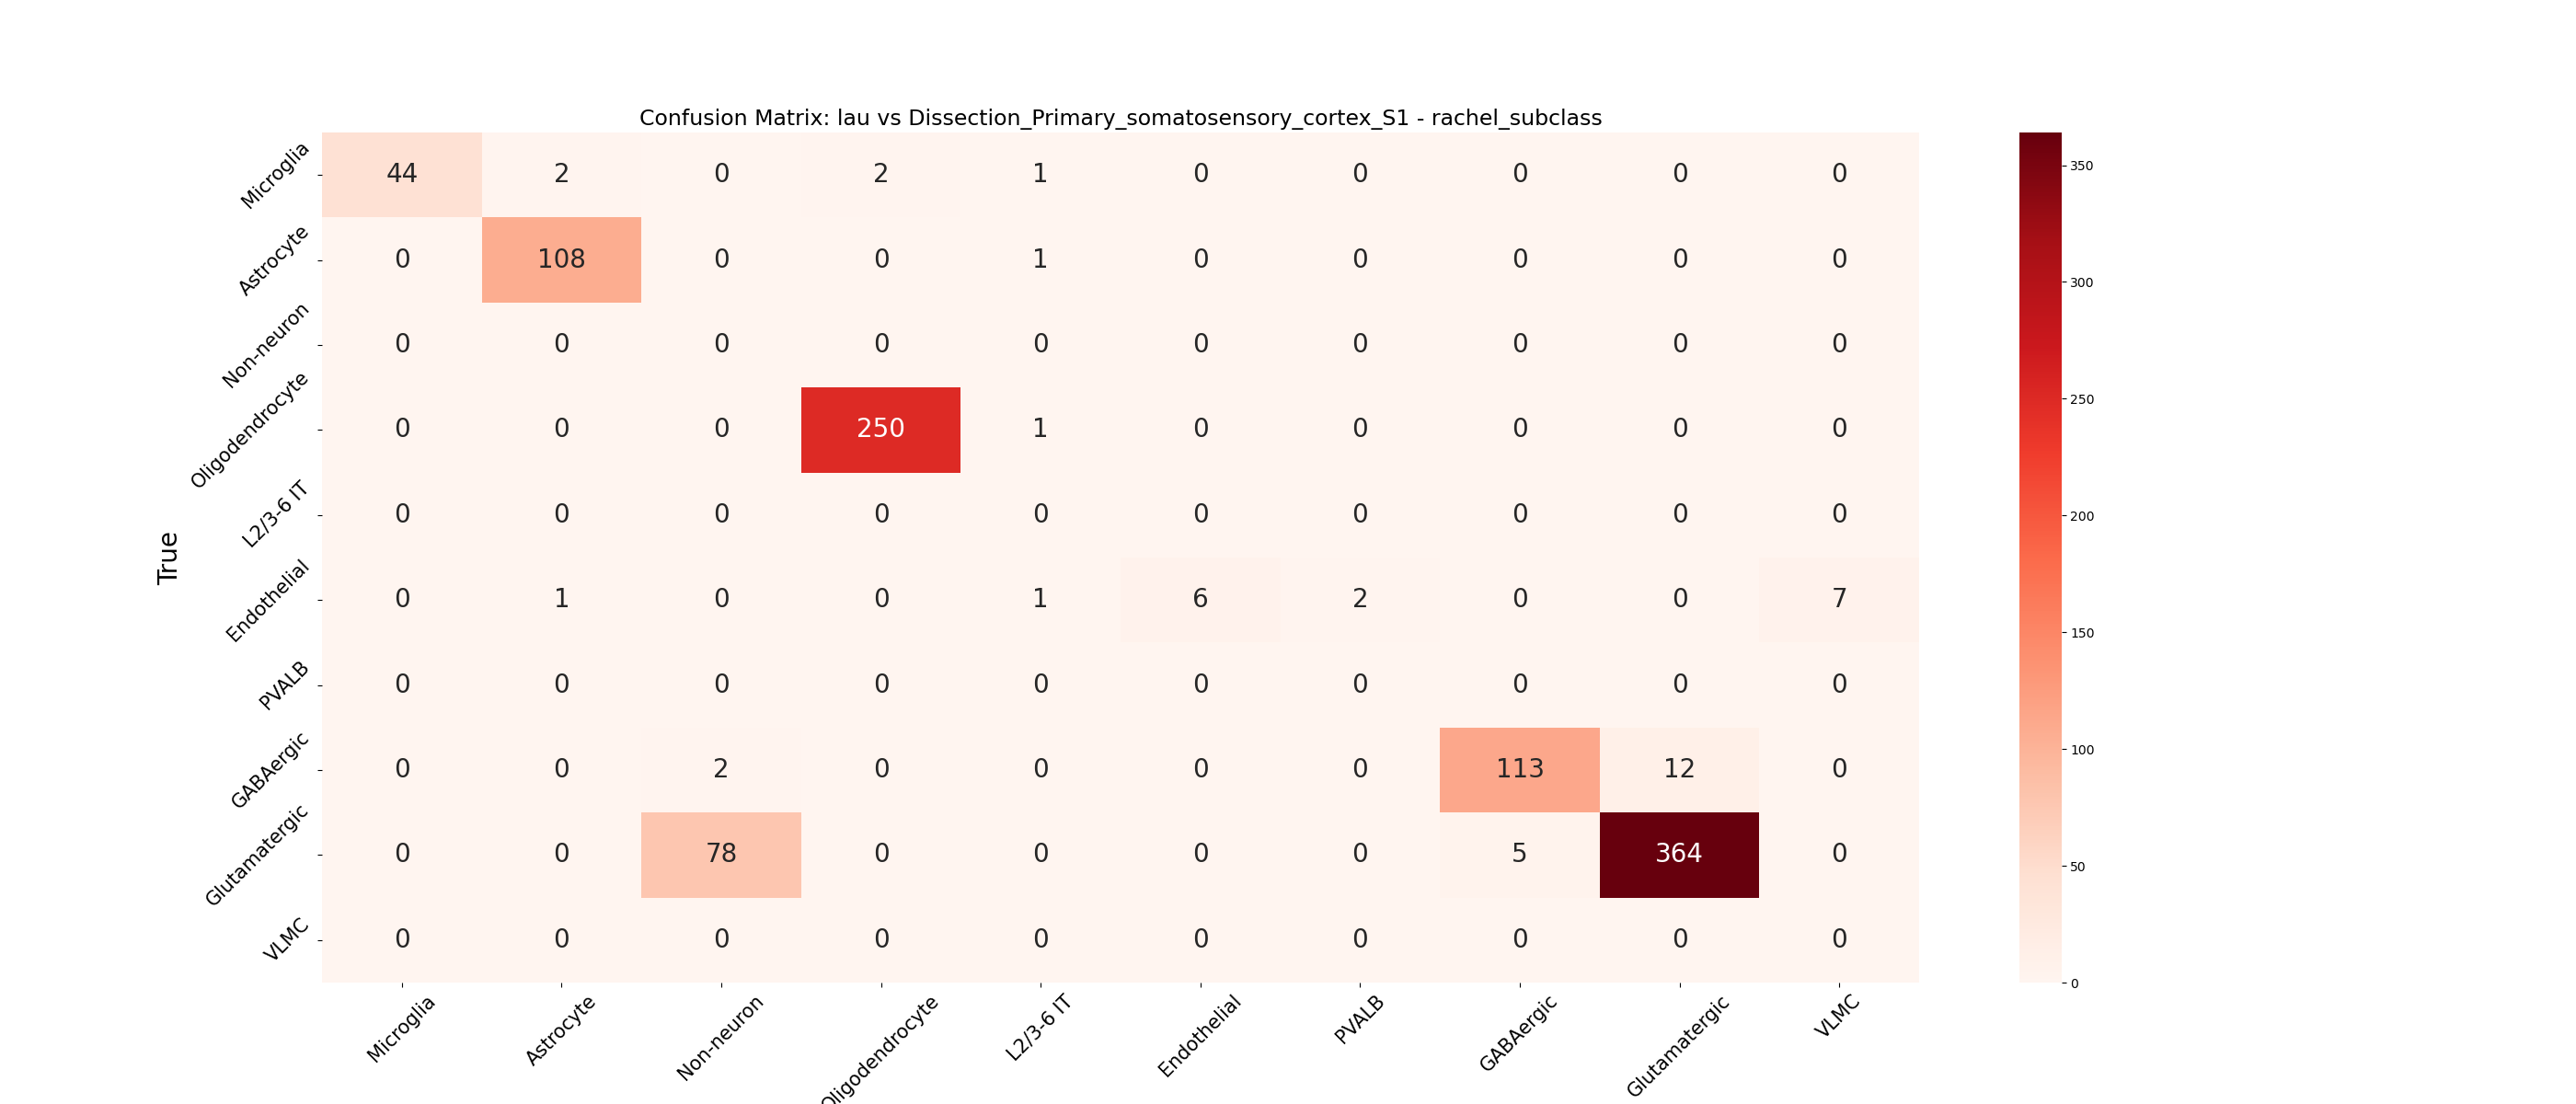 Confusion Matrix: lau vs Dissection_Primary_somatosensory_cortex_S1 - rachel_subclass
True
Microglia 44 2 0 2 1 0 0 0 0 0
Astrocyte 0 108 0 0 1 0 0 0 0 0
Non-neuron 0 0 0 0 0 0 0 0 0 0
Oligodendrocyte 0 0 0 250 1 0 0 0 0 0
L2/3-6 IT 0 0 0 0 0 0 0 0 0 0
Endothelial 0 1 0 0 1 6 2 0 0 7
PVALB 0 0 0 0 0 0 0 0 0 0
GABAergic 0 0 2 0 0 0 0 113 12 0
Glutamatergic 0 0 78 0 0 0 0 5 364 0
VLMC 0 0 0 0 0 0 0 0 0 0
Microglia Astrocyte Non-neuron Oligodendrocyte L2/3-6 IT Endothelial PVALB GABAergic Glutamatergic VLMC
350
300
250
200
150
100
50
0